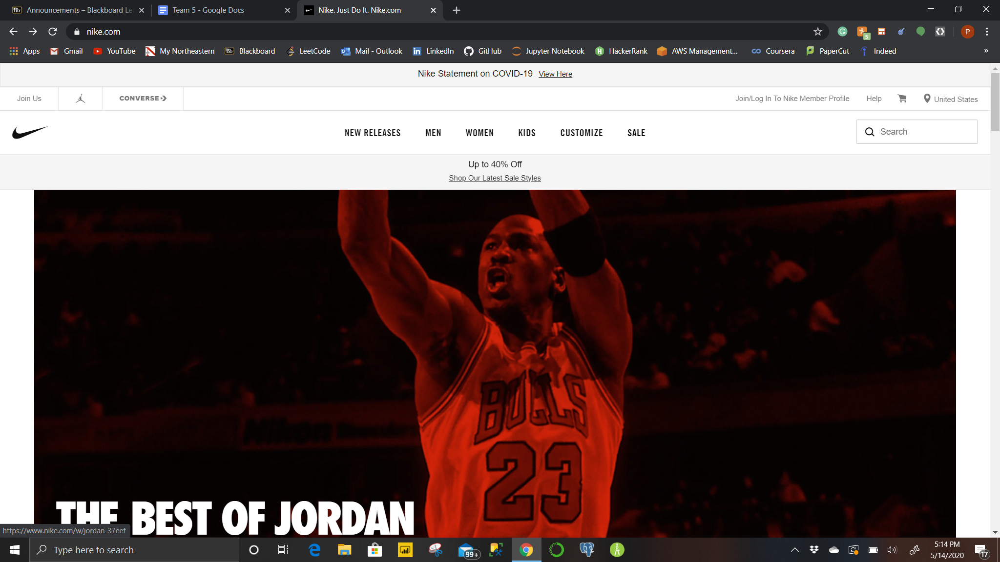 Announcements – Blackboard Le
Team 5 - Google Docs
Nike. Just Do It. Nike.com
nike.com
5
P
Apps
Gmail
YouTube
My Northeastern
Bb
Blackboard
LeetCode
Mail - Outlook
LinkedIn
GitHub
Jupyter Notebook
HackerRank
AWS Management...
Coursera
PaperCut
Indeed
»
Nike Statement on COVID-19 View Here
Join Us
CONVERSE
Join/Log In To Nike Member Profile
Help
United States
NEW RELEASES
MEN
WOMEN
KIDS
CUSTOMIZE
SALE
Search
Up to 40% Off
Shop Our Latest Sale Styles
BULLS
23
Nikon
THE BEST OF JORDAN
https://www.nike.com/w/jordan-37eef
Type here to search
99+
5:14 PM
5/14/2020
17